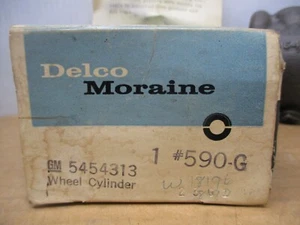 Delco
Moraine
1 #590-G
GM 5454313
Wheel Cylinder